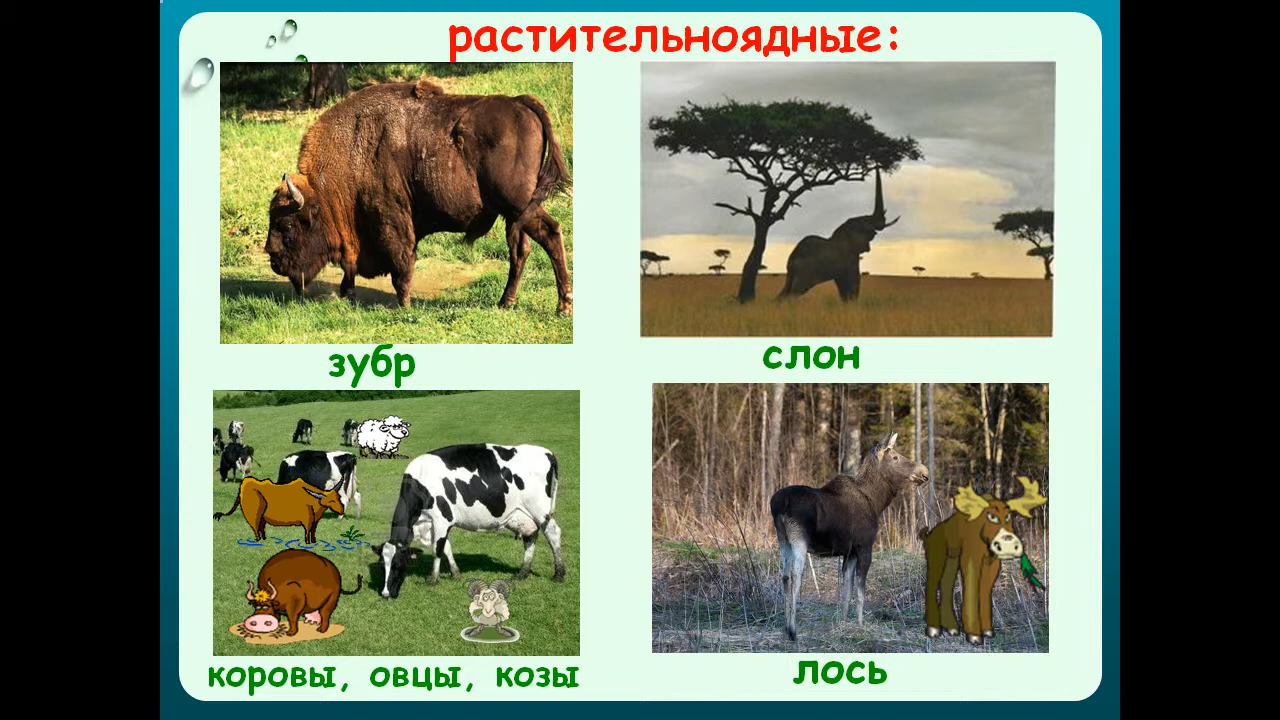 растительноядные:
зубр
слон
коровы, овцы, козы
лось